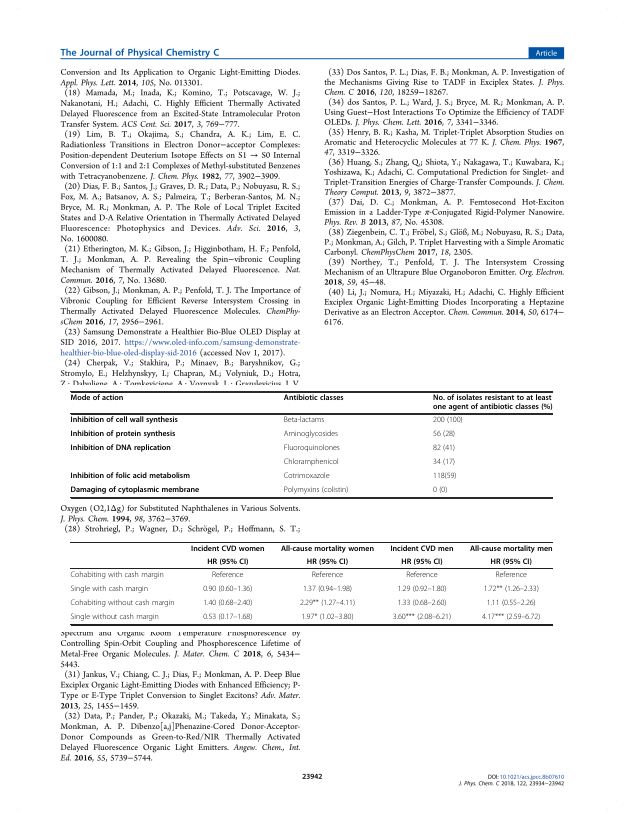 The Journal of Physical Chemistry C
Article
Conversion and Its Application to Organic Light-Emitting Diodes.
Appl. Phys. Lett. 2014, 105, No. 013301.
(18) Mamada, M.; Inada, K.; Komino, T.; Potscavage, W. J.;
Nakanotani, H.; Adachi, C. Highly Efficient Thermally Activated
Delayed Fluorescence from an Excited-State Intramolecular Proton
Transfer System. ACS Cent. Sci. 2017, 3, 769−777.
(19) Lim, B. T.; Okajima, S.; Chandra, A. K.; Lim, E. C.
Radiationless Transitions in Electron Donor−acceptor Complexes:
Position-dependent Deuterium Isotope Effects on S1 → S0 Internal
Conversion of 1:1 and 2:1 Complexes of Methyl-substituted Benzenes
with Tetracyanobenzene. J. Chem. Phys. 1982, 77, 3902−3909.
(20) Dias, F. B.; Santos, J.; Graves, D. R.; Data, P.; Nobuyasu, R. S.;
Fox, M. A.; Batsanov, A. S.; Palmeira, T.; Berberan-Santos, M. N.;
Bryce, M. R.; Monkman, A. P. The Role of Local Triplet Excited
States and D-A Relative Orientation in Thermally Activated Delayed
Fluorescence: Photophysics and Devices. Adv. Sci. 2016, 3,
No. 1600080.
(21) Etherington, M. K.; Gibson, J.; Higginbotham, H. F.; Penfold,
T. J.; Monkman, A. P. Revealing the Spin−vibronic Coupling
Mechanism of Thermally Activated Delayed Fluorescence. Nat.
Commun. 2016, 7, No. 13680.
(22) Gibson, J.; Monkman, A. P.; Penfold, T. J. The Importance of
Vibronic Coupling for Efficient Reverse Intersystem Crossing in
Thermally Activated Delayed Fluorescence Molecules. ChemPhy-
sChem 2016, 17, 2956−2961.
(23) Samsung Demonstrate a Healthier Bio-Blue OLED Display at
SID 2016, 2017. https://www.oled-info.com/samsung-demonstrate-
healthier-bio-blue-oled-display-sid-2016 (accessed Nov 1, 2017).
(24) Cherpak, V.; Stakhira, P.; Minaev, B.; Baryshnikov, G.;
Stromylo, E.; Helzhynskyy, I.; Chapran, M.; Volyniuk, D.; Hotra,
Z.; Dabuliene, A.; Tomkeviciene, A.; Voznyak, L.; Grazulevicius, J. V.
(33) Dos Santos, P. L.; Dias, F. B.; Monkman, A. P. Investigation of
the Mechanisms Giving Rise to TADF in Exciplex States. J. Phys.
Chem. C 2016, 120, 18259−18267.
(34) dos Santos, P. L.; Ward, J. S.; Bryce, M. R.; Monkman, A. P.
Using Guest−Host Interactions To Optimize the Efficiency of TADF
OLEDs. J. Phys. Chem. Lett. 2016, 7, 3341−3346.
(35) Henry, B. R.; Kasha, M. Triplet-Triplet Absorption Studies on
Aromatic and Heterocyclic Molecules at 77 K. J. Chem. Phys. 1967,
47, 3319−3326.
(36) Huang, S.; Zhang, Q.; Shiota, Y.; Nakagawa, T.; Kuwabara, K.;
Yoshizawa, K.; Adachi, C. Computational Prediction for Singlet- and
Triplet-Transition Energies of Charge-Transfer Compounds. J. Chem.
Theory Comput. 2013, 9, 3872−3877.
(37) Dai, D. C.; Monkman, A. P. Femtosecond Hot-Exciton
Emission in a Ladder-Type π-Conjugated Rigid-Polymer Nanowire.
Phys. Rev. B 2013, 87, No. 45308.
(38) Ziegenbein, C. T.; Fröbel, S.; Glöß, M.; Nobuyasu, R. S.; Data,
P.; Monkman, A.; Gilch, P. Triplet Harvesting with a Simple Aromatic
Carbonyl. ChemPhysChem 2017, 18, 2305.
(39) Northey, T.; Penfold, T. J. The Intersystem Crossing
Mechanism of an Ultrapure Blue Organoboron Emitter. Org. Electron.
2018, 59, 45−48.
(40) Li, J.; Nomura, H.; Miyazaki, H.; Adachi, C. Highly Efficient
Exciplex Organic Light-Emitting Diodes Incorporating a Heptazine
Derivative as an Electron Acceptor. Chem. Commun. 2014, 50, 6174−
6176.
Mode of action Antibiotic classes No. of isolates resistant to at least
one agent of antibiotic classes (%)
Inhibition of cell wall synthesis Beta-lactams 200 (100)
Inhibition of protein synthesis Aminoglycosides 56 (28)
Inhibition of DNA replication Fluoroquinolones 82 (41)
Chloramphenicol 34 (17)
Inhibition of folic acid metabolism Cotrimoxazole 118(59)
Damaging of cytoplasmic membrane Polymyxins (colistin) 0 (0)
Oxygen (O2,1Δg) for Substituted Naphthalenes in Various Solvents.
J. Phys. Chem. 1994, 98, 3762−3769.
(28) Strohriegl, P.; Wagner, D.; Schrögel, P.; Hoffmann, S. T.;
Incident CVD women All-cause mortality women Incident CVD men All-cause mortality men
HR (95% CI) HR (95% CI) HR (95% CI) HR (95% CI)
Cohabiting with cash margin Reference Reference Reference Reference
Single with cash margin 0.90 (0.60–1.36) 1.37 (0.94–1.98) 1.29 (0.92–1.80) 1.72** (1.26–2.33)
Cohabiting without cash margin 1.40 (0.68–2.40) 2.29** (1.27–4.11) 1.33 (0.68–2.60) 1.11 (0.55–2.26)
Single without cash margin 0.53 (0.17–1.68) 1.97* (1.02–3.80) 3.60*** (2.08–6.21) 4.17*** (2.59–6.72)
Spectrum and Organic Room Temperature Phosphorescence by
Controlling Spin-Orbit Coupling and Phosphorescence Lifetime of
Metal-Free Organic Molecules. J. Mater. Chem. C 2018, 6, 5434−
5443.
(31) Jankus, V.; Chiang, C. J.; Dias, F.; Monkman, A. P. Deep Blue
Exciplex Organic Light-Emitting Diodes with Enhanced Efficiency; P-
Type or E-Type Triplet Conversion to Singlet Excitons? Adv. Mater.
2013, 25, 1455−1459.
(32) Data, P.; Pander, P.; Okazaki, M.; Takeda, Y.; Minakata, S.;
Monkman, A. P. Dibenzo[a,j]Phenazine-Cored Donor-Acceptor-
Donor Compounds as Green-to-Red/NIR Thermally Activated
Delayed Fluorescence Organic Light Emitters. Angew. Chem., Int.
Ed. 2016, 55, 5739−5744.
23942
DOI: 10.1021/acs.jpcc.8b07610
J. Phys. Chem. C 2018, 122, 23934−23942